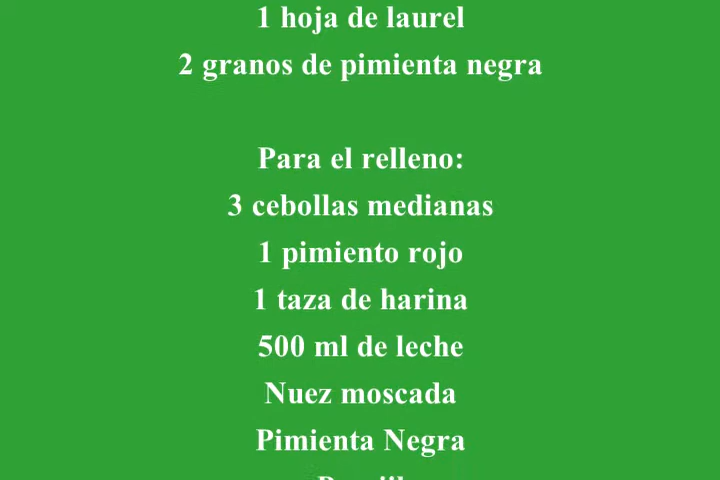 1 hoja de laurel
2 granos de pimienta negra
Para el relleno:
3 cebollas medianas
1 pimiento rojo
1 taza de harina
500 ml de leche
Nuez moscada
Pimienta Negra